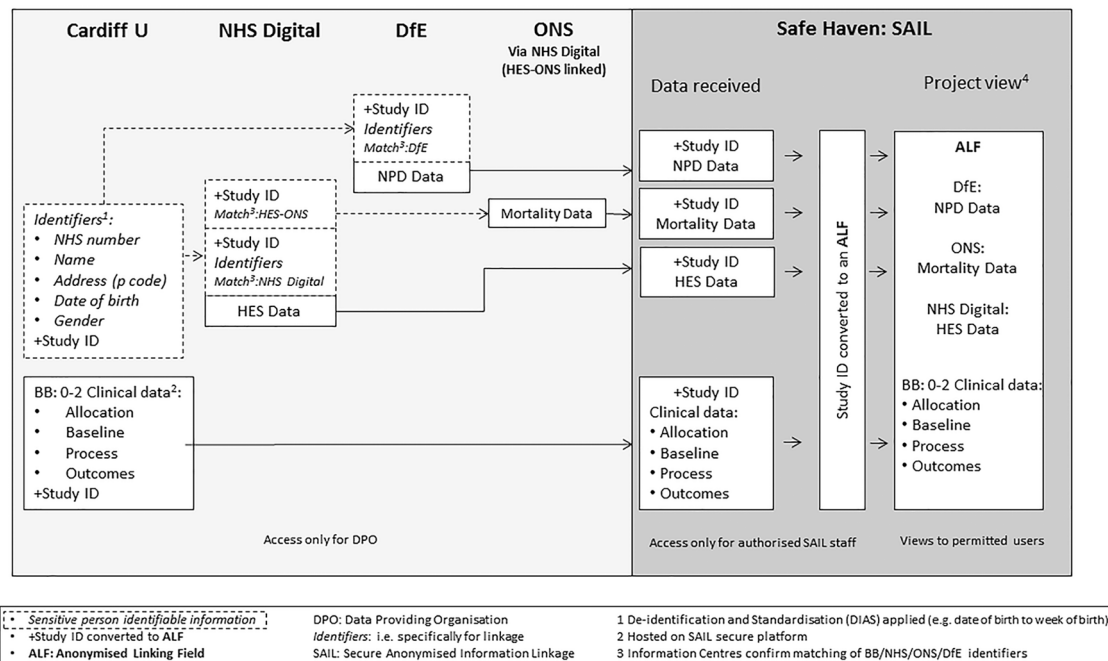 Cardiff U
NHS Digital
DfE
ONS
Via NHS Digital
(HES-ONS linked)
Safe Haven: SAIL
Data received
Project view4
+Study ID
Identifiers
Match3:DfE
NPD Data
+Study ID
Match3:HES-ONS
+Study ID
Identifiers
Match3:NHS Digital
HES Data
Mortality Data
Identifiers1:
• NHS number
• Name
• Address (p code)
• Date of birth
• Gender
+Study ID
BB: 0-2 Clinical data2:
• Allocation
• Baseline
• Process
• Outcomes
+Study ID
Access only for DPO
+Study ID
NPD Data
+Study ID
Mortality Data
+Study ID
HES Data
+Study ID
Clinical data:
• Allocation
• Baseline
• Process
• Outcomes
Access only for authorised SAIL staff
Study ID converted to an ALF
ALF
DfE:
NPD Data
ONS:
Mortality Data
NHS Digital:
HES Data
BB: 0-2 Clinical data:
• Allocation
• Baseline
• Process
• Outcomes
Views to permitted users
• Sensitive person identifiable information
• +Study ID converted to ALF
• ALF: Anonymised Linking Field
DPO: Data Providing Organisation
Identifiers: i.e. specifically for linkage
SAIL: Secure Anonymised Information Linkage
1 De-identification and Standardisation (DIAS) applied (e.g. date of birth to week of birth)
2 Hosted on SAIL secure platform
3 Information Centres confirm matching of BB/NHS/ONS/DfE identifiers